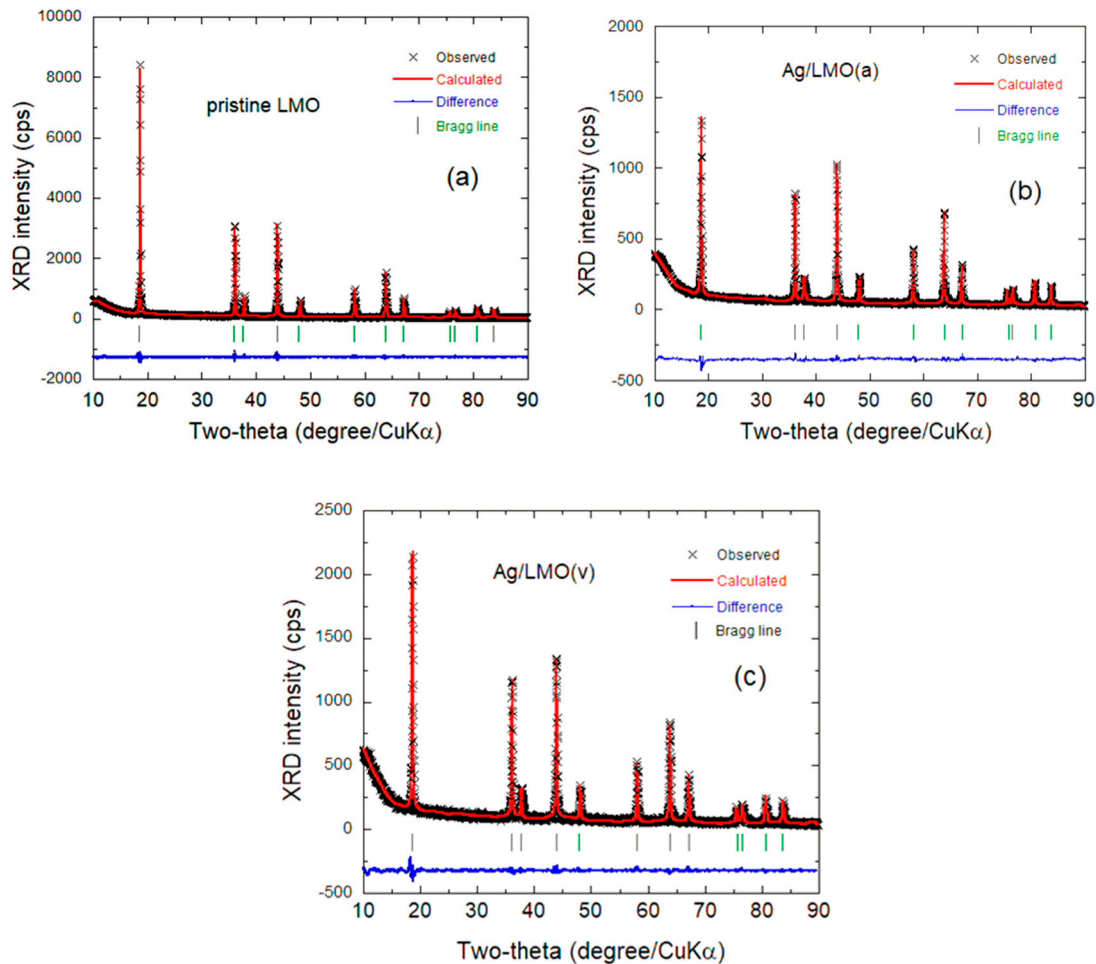 10000
8000
6000
4000
2000
0
-2000
XRD intensity (cps)
pristine LMO
Observed
Calculated
Difference
Bragg line
(a)
10 20 30 40 50 60 70 80 90
Two-theta (degree/CuKα)
2000
1500
1000
500
0
-500
XRD intensity (cps)
Ag/LMO(a)
Observed
Calculated
Difference
Bragg line
(b)
10 20 30 40 50 60 70 80 90
Two-theta (degree/CuKα)
2500
2000
1500
1000
500
0
-500
XRD intensity (cps)
Ag/LMO(v)
Observed
Calculated
Difference
Bragg line
(c)
10 20 30 40 50 60 70 80 90
Two-theta (degree/CuKα)